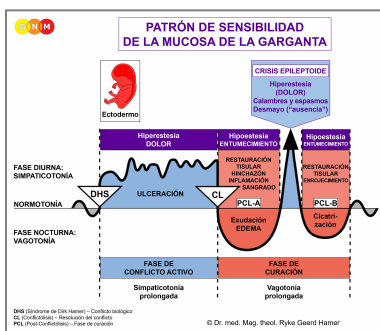 GNM
PATRÓN DE SENSIBILIDAD
DE LA MUCOSA DE LA GARGANTA
CRISIS EPILEPTOIDE
Hiperestesia
(DOLOR)
Calambres y espasmos
Desmayo (“ausencia”)
Ectodermo
Hiperestesia
DOLOR
Hipoestesia
ENTUMECIMIENTO
Hipoestesia
ENTUMECIMIENTO
FASE DIURNA:
SIMPATICOTONÍA
RESTAURACIÓN
TISULAR
HINCHAZÓN
INFLAMACIÓN
SANGRADO
RESTAURACIÓN
TISULAR
ENROJECIMIENTO
DHS
ULCERACIÓN
CL
NORMOTONÍA
PCL-A
PCL-B
FASE NOCTURNA:
VAGOTONÍA
Exudación
EDEMA
Cicatri-
zación
FASE DE
CONFLICTO ACTIVO
FASE DE
CURACIÓN
Simpaticotonía
prolongada
Vagotonía
prolongada
DHS (Síndrome de Dirk Hamer) – Conflicto biológico
CL (Conflictólisis) – Resolución del conflicto
PCL (Post-Conflictólisis) – Fase de curación
© Dr. med. Mag. theol. Ryke Geerd Hamer